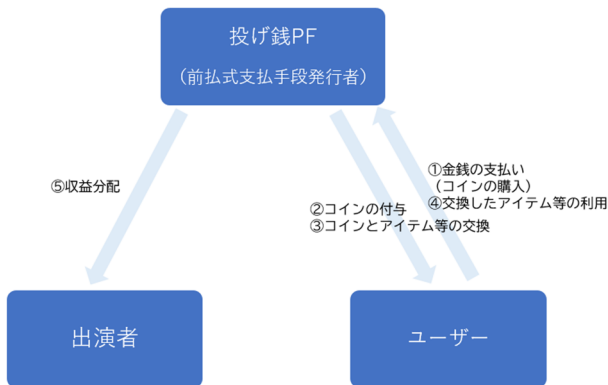 投げ銭PF
（前払式支払手段発行者）
⑤収益分配
①金銭の支払い
（コインの購入）
④交換したアイテム等の利用
②コインの付与
③コインとアイテム等の交換
出演者
ユーザー